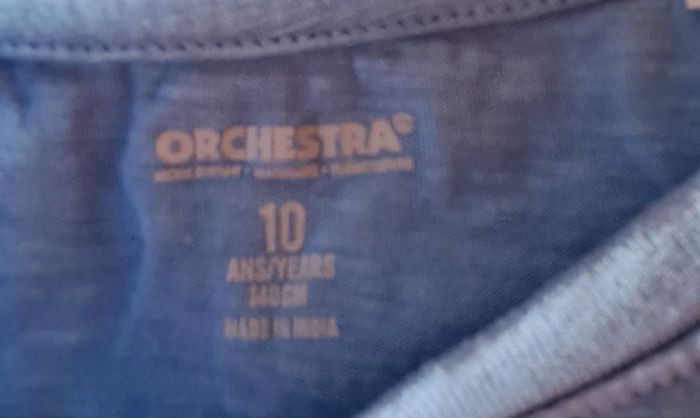 ORCHESTRA®
10
ANS/YEARS
140CM
MADE IN INDIA